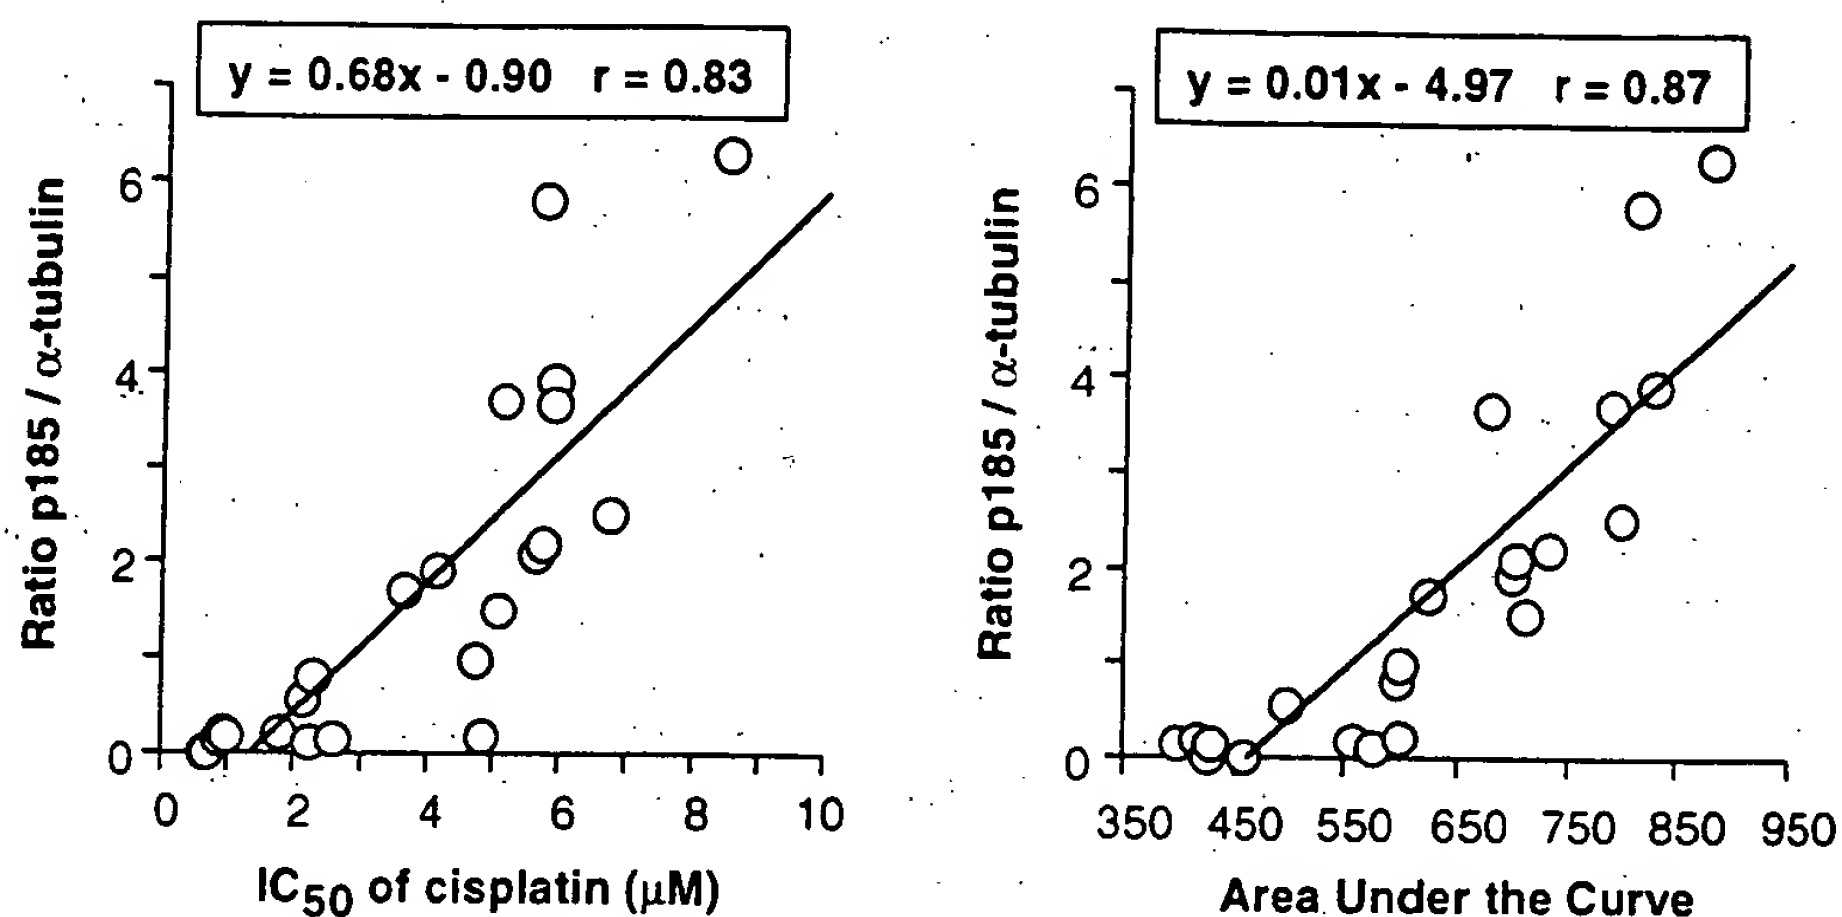 y = 0.68x - 0.90 r = 0.83
Ratio p185 / α-tubulin
6
4
2
0
0 2 4 6 8 10
IC50 of cisplatin (μM)
y = 0.01x - 4.97 r = 0.87
Ratio p185 / α-tubulin
6
4
2
0
350 450 550 650 750 850 950
Area Under the Curve